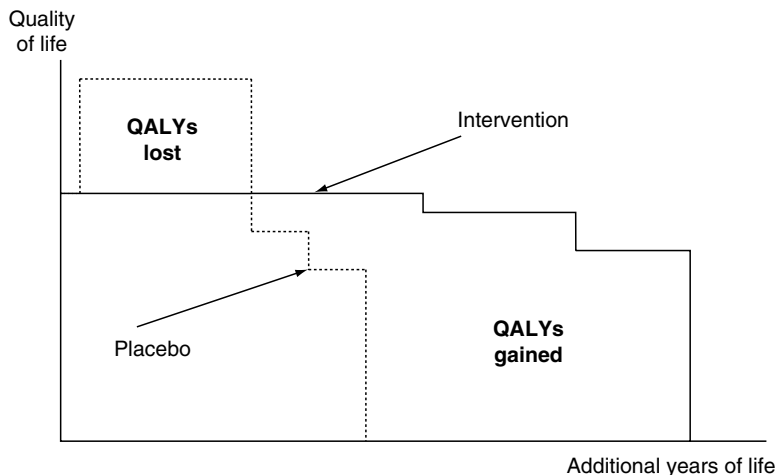 Quality
of life
QALYs
lost
Intervention
Placebo
QALYs
gained
Additional years of life